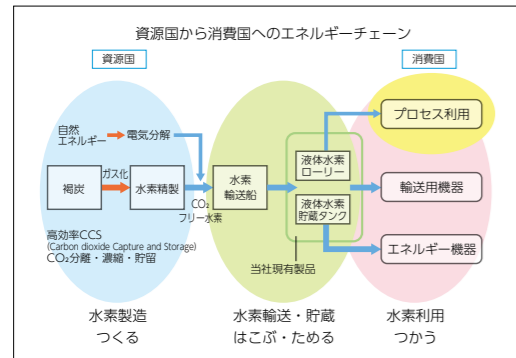 資源国から消費国へのエネルギーチェーン
資源国
消費国
自然
エネルギー
電気分解
褐炭
ガス化
水素精製
CO₂
フリー水素
高効率CCS
(Carbon dioxide Capture and Storage)
CO₂分離・濃縮・貯留
水素
輸送船
液体水素
ローリー
液体水素
貯蔵タンク
当社現有製品
プロセス利用
輸送用機器
エネルギー機器
水素製造
つくる
水素輸送・貯蔵
はこぶ・ためる
水素利用
つかう